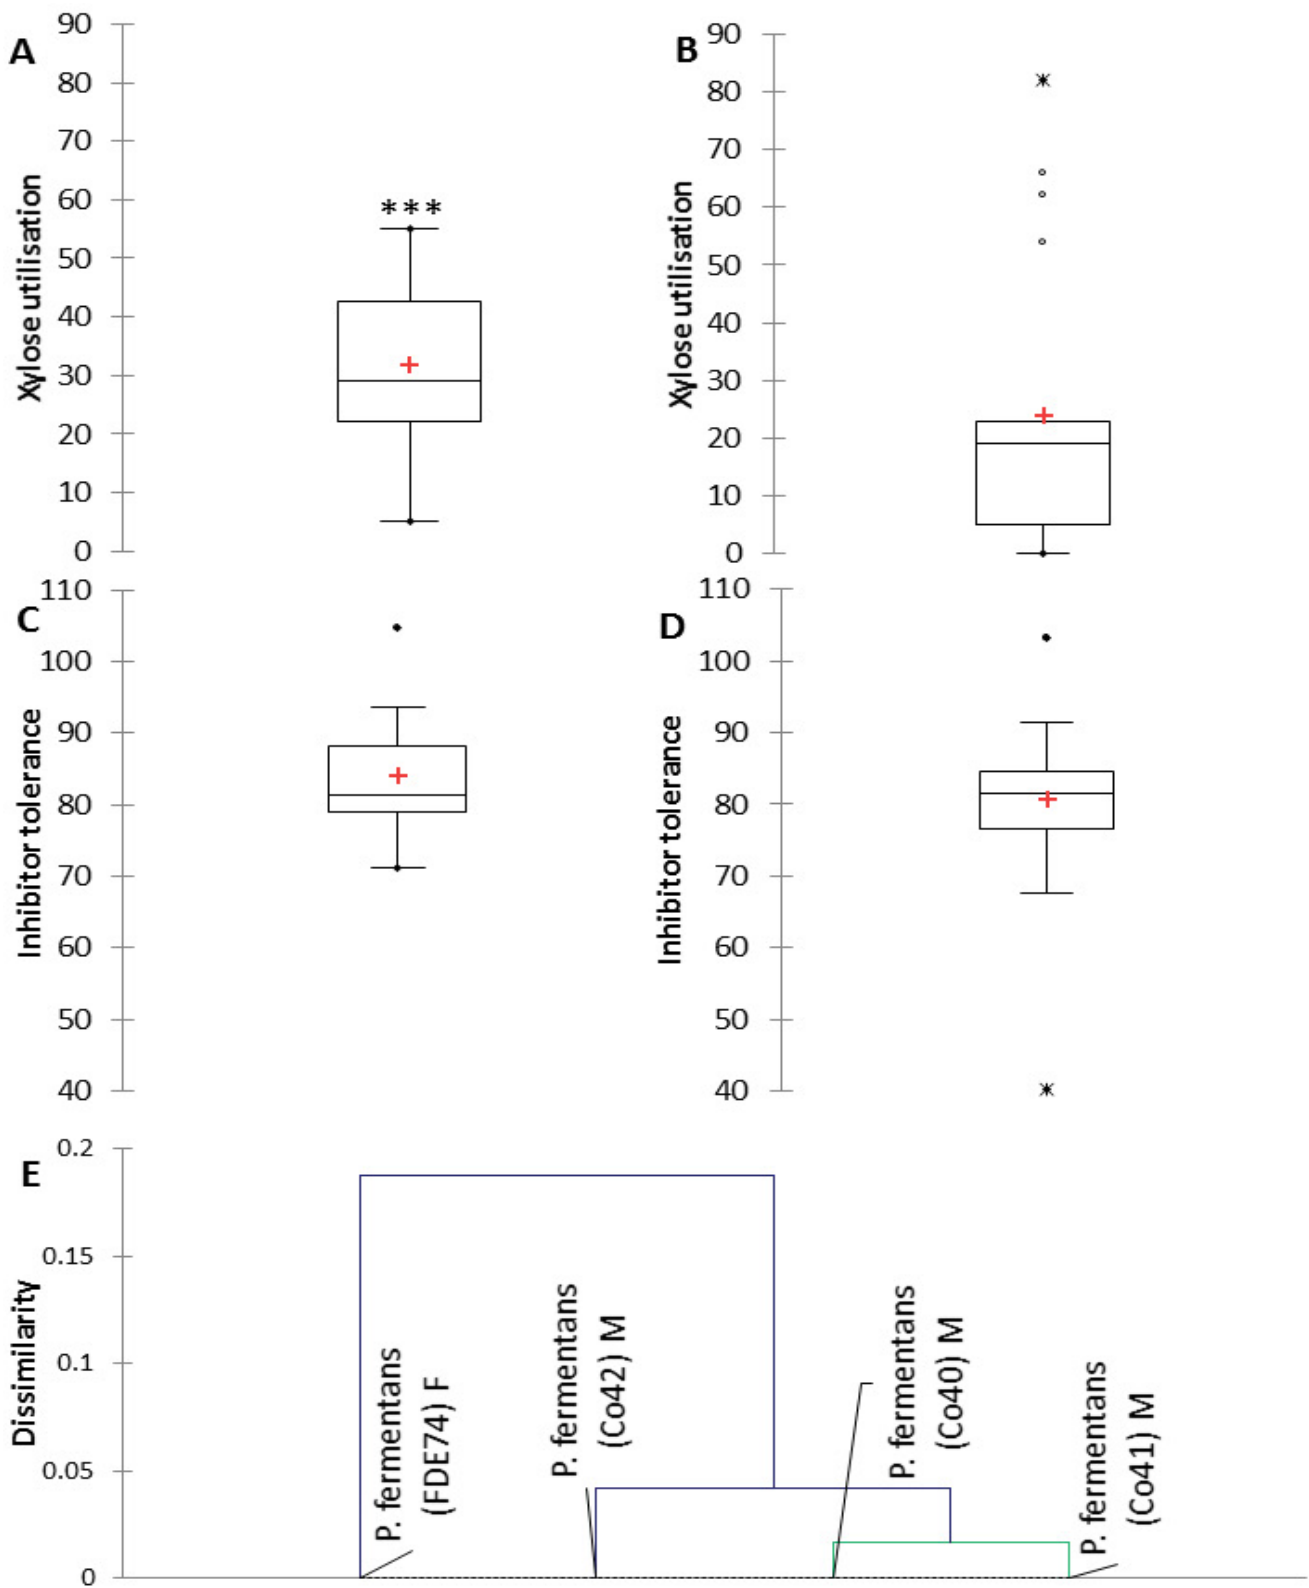 A
Xylose utilisation
90
80
70
60
50
40
30
20
10
0
***
B
Xylose utilisation
90
80
70
60
50
40
30
20
10
0
C
Inhibitor tolerance
110
100
90
80
70
60
50
40
D
Inhibitor tolerance
110
100
90
80
70
60
50
40
E
Dissimilarity
0.2
0.15
0.1
0.05
0
P. fermentans
(FDE74) F
P. fermentans
(Co42) M
P. fermentans
(Co40) M
P. fermentans
(Co41) M